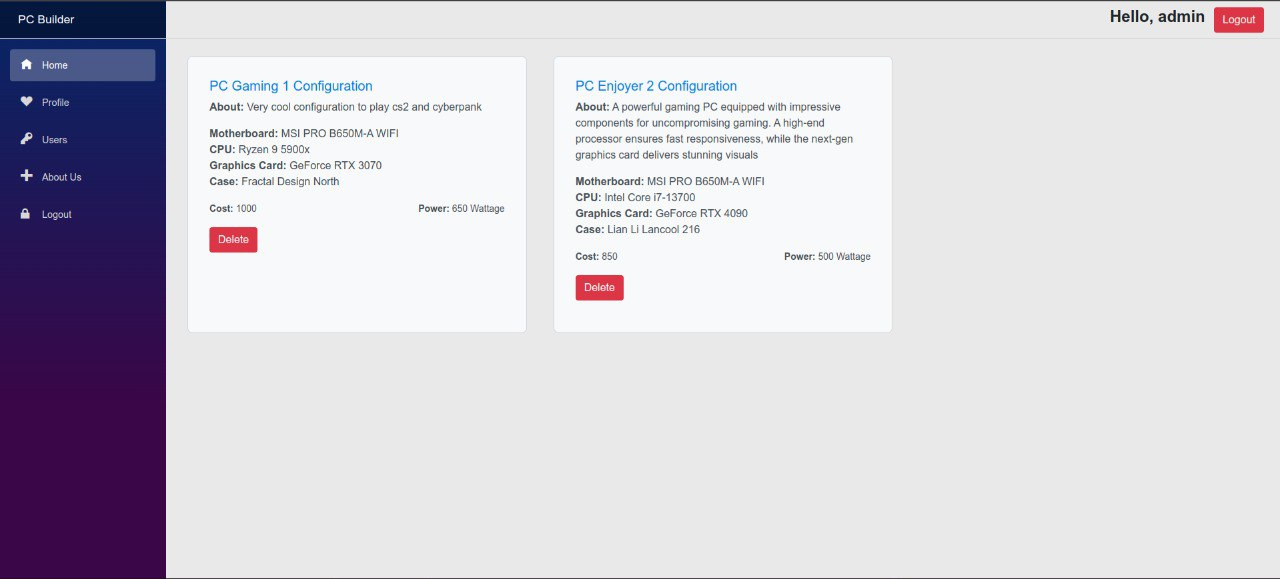 PC Builder
Hello, admin
Logout
Home
Profile
Users
About Us
Logout
PC Gaming 1 Configuration
About: Very cool configuration to play cs2 and cyberpank
Motherboard: MSI PRO B650M-A WIFI
CPU: Ryzen 9 5900x
Graphics Card: GeForce RTX 3070
Case: Fractal Design North
Cost: 1000
Power: 650 Wattage
Delete
PC Enjoyer 2 Configuration
About: A powerful gaming PC equipped with impressive
components for uncompromising gaming. A high-end
processor ensures fast responsiveness, while the next-gen
graphics card delivers stunning visuals
Motherboard: MSI PRO B650M-A WIFI
CPU: Intel Core i7-13700
Graphics Card: GeForce RTX 4090
Case: Lian Li Lancool 216
Cost: 850
Power: 500 Wattage
Delete